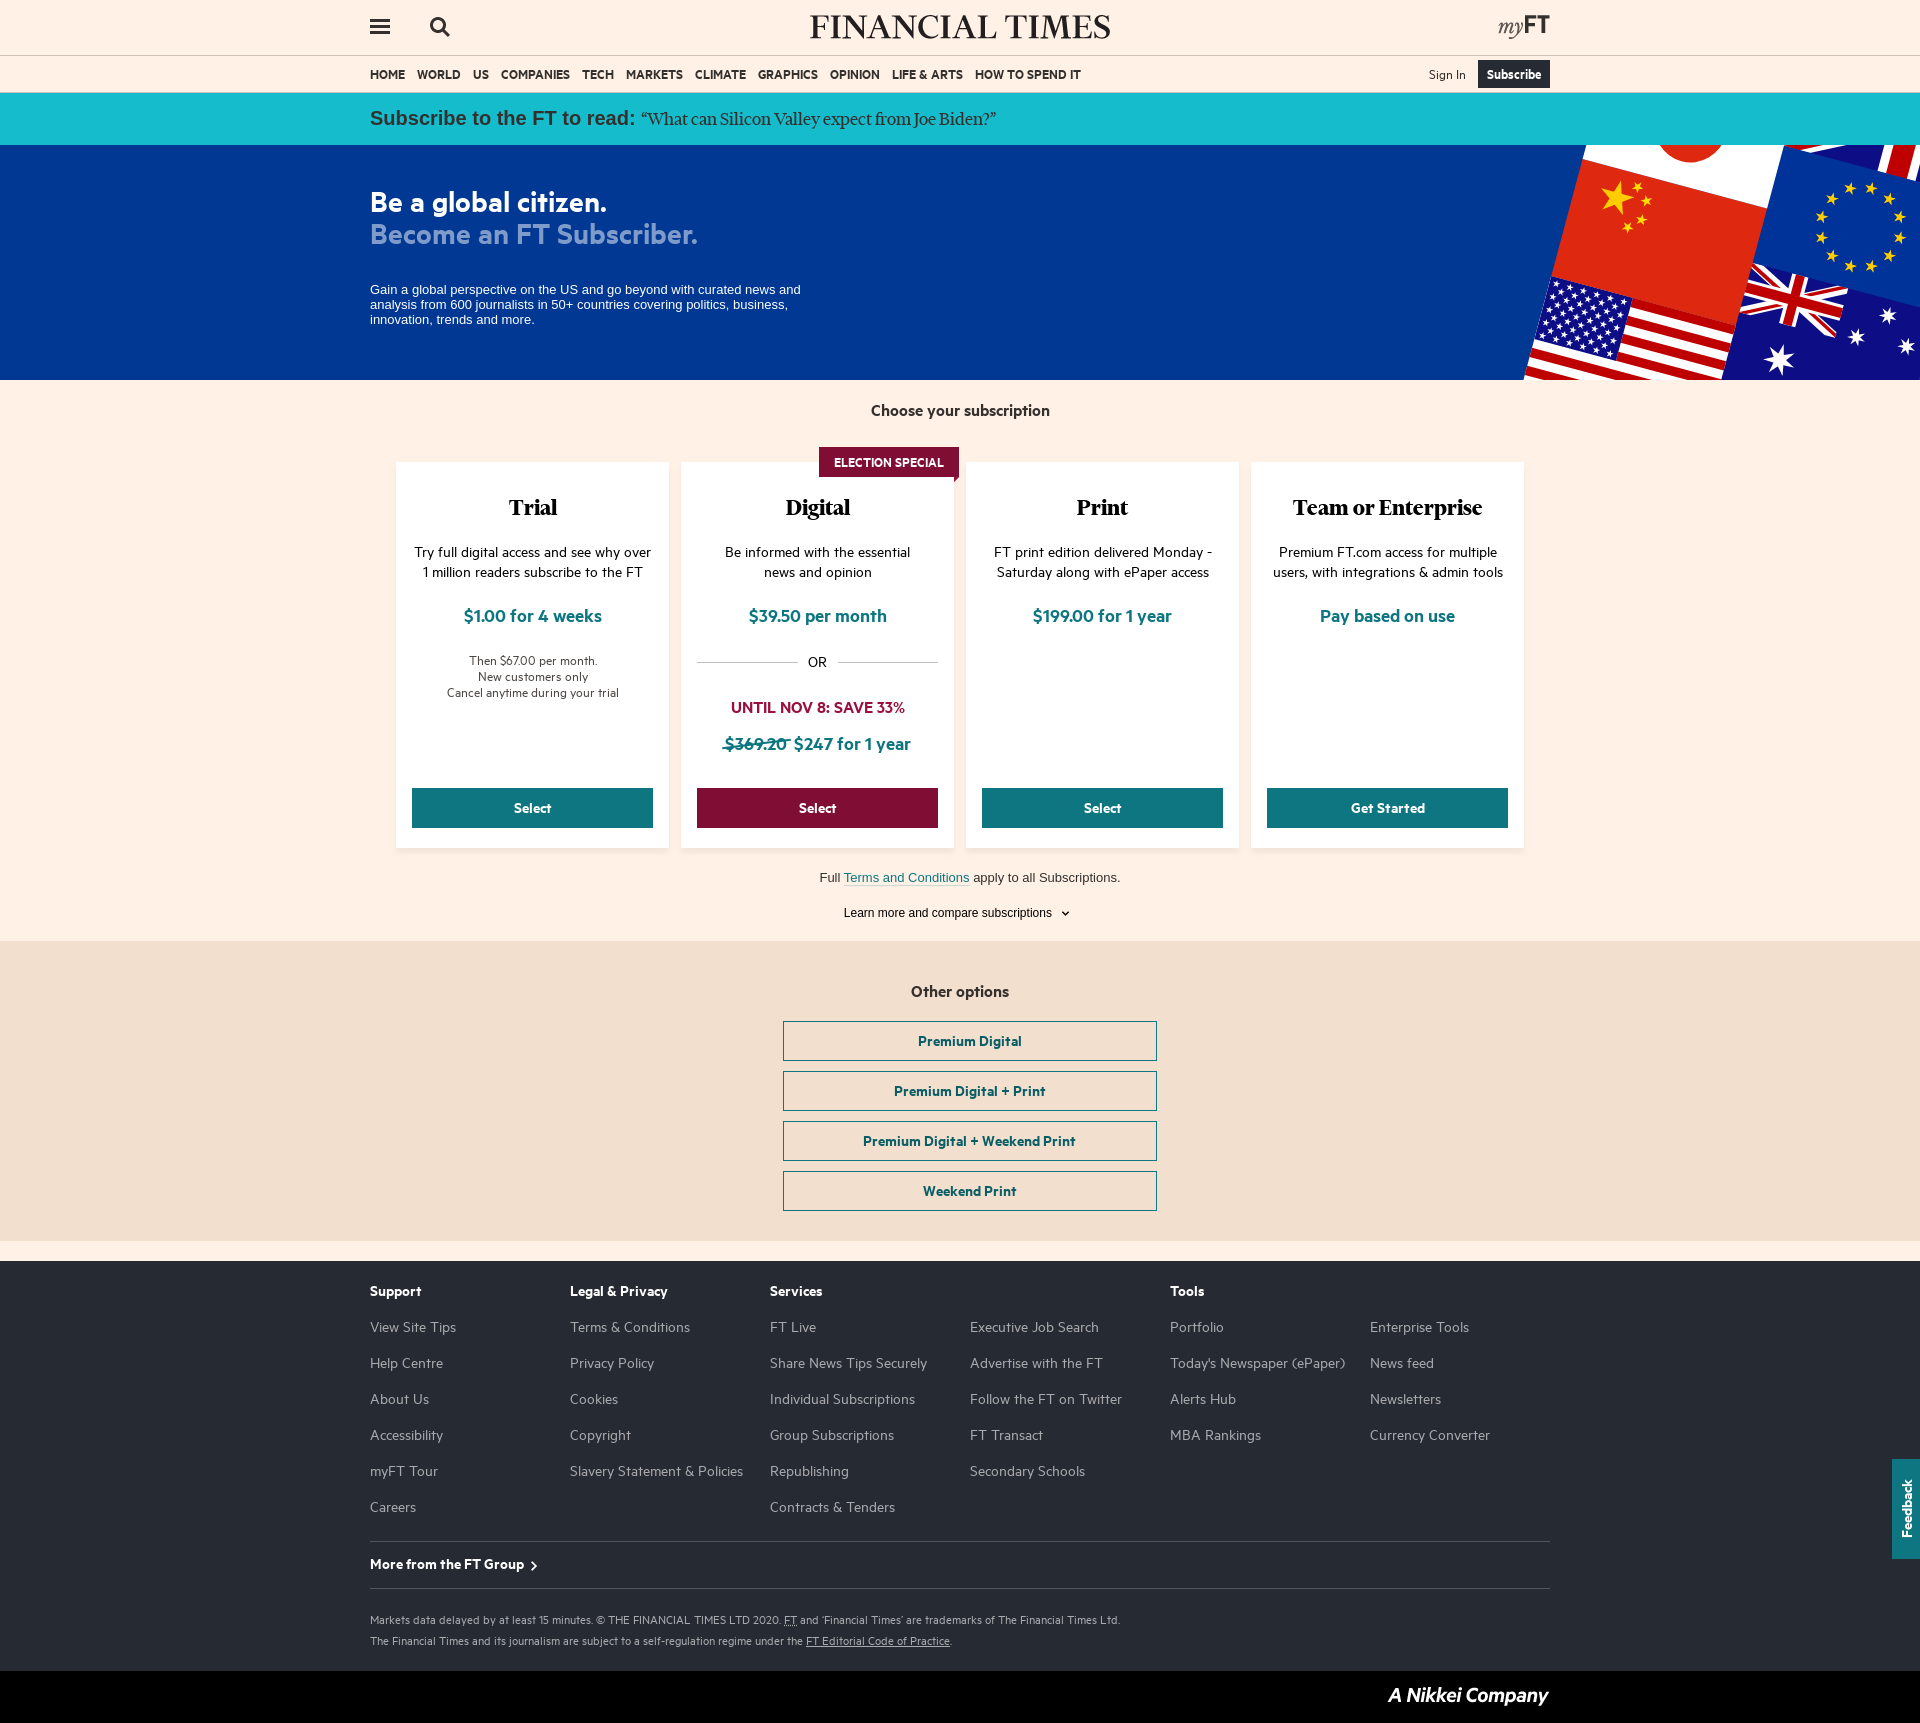 FINANCIAL TIMES
myFT
HOME WORLD US COMPANIES TECH MARKETS CLIMATE GRAPHICS OPINION LIFE & ARTS HOW TO SPEND IT Sign In Subscribe
Subscribe to the FT to read: “What can Silicon Valley expect from Joe Biden?”
Be a global citizen.
Become an FT Subscriber.
Gain a global perspective on the US and go beyond with curated news and
analysis from 600 journalists in 50+ countries covering politics, business,
innovation, trends and more.
Choose your subscription
Trial
Try full digital access and see why over
1 million readers subscribe to the FT
$1.00 for 4 weeks
Then $67.00 per month.
New customers only
Cancel anytime during your trial
Select
ELECTION SPECIAL
Digital
Be informed with the essential
news and opinion
$39.50 per month
OR
UNTIL NOV 8: SAVE 33%
$369.20 $247 for 1 year
Select
Print
FT print edition delivered Monday -
Saturday along with ePaper access
$199.00 for 1 year
Select
Team or Enterprise
Premium FT.com access for multiple
users, with integrations & admin tools
Pay based on use
Get Started
Full Terms and Conditions apply to all Subscriptions.
Learn more and compare subscriptions
Other options
Premium Digital
Premium Digital + Print
Premium Digital + Weekend Print
Weekend Print
Support
View Site Tips
Help Centre
About Us
Accessibility
myFT Tour
Careers
Legal & Privacy
Terms & Conditions
Privacy Policy
Cookies
Copyright
Slavery Statement & Policies
Services
FT Live
Share News Tips Securely
Individual Subscriptions
Group Subscriptions
Republishing
Contracts & Tenders
Executive Job Search
Advertise with the FT
Follow the FT on Twitter
FT Transact
Secondary Schools
Tools
Portfolio
Today's Newspaper (ePaper)
Alerts Hub
MBA Rankings
Enterprise Tools
News feed
Newsletters
Currency Converter
Feedback
More from the FT Group
Markets data delayed by at least 15 minutes. © THE FINANCIAL TIMES LTD 2020. FT and 'Financial Times' are trademarks of The Financial Times Ltd.
The Financial Times and its journalism are subject to a self-regulation regime under the FT Editorial Code of Practice.
A Nikkei Company